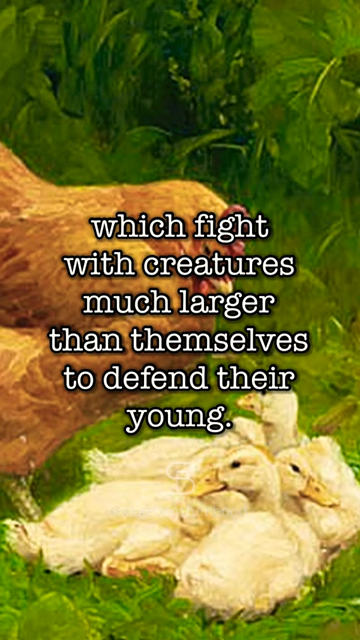 which fight
with creatures
much larger
than themselves
to defend their
young.